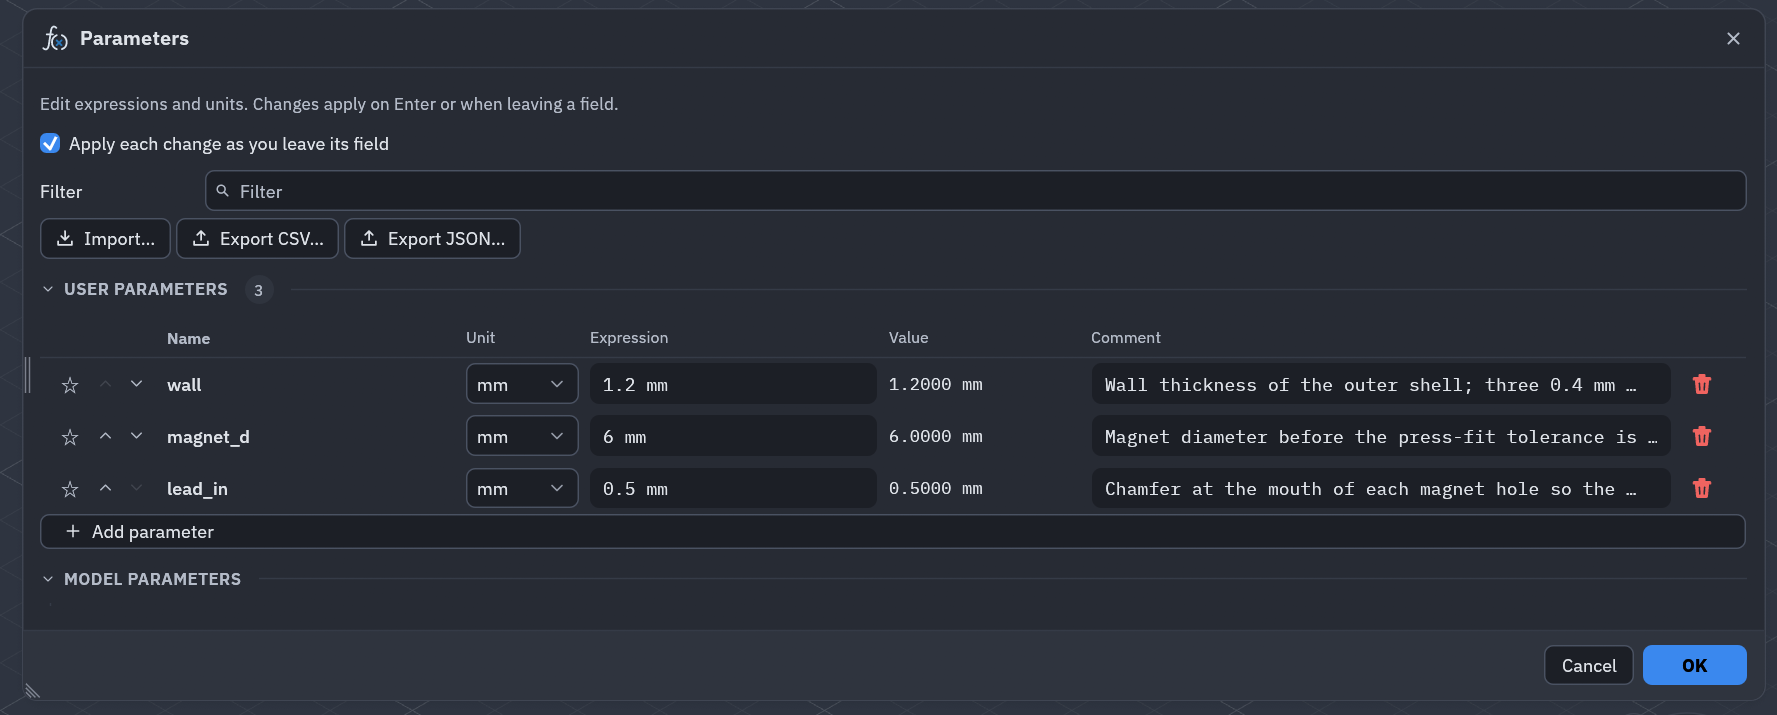 f(x) Parameters
Edit expressions and units. Changes apply on Enter or when leaving a field.
Apply each change as you leave its field
Filter Filter
Import... Export CSV... Export JSON...
USER PARAMETERS 3
Name Unit Expression Value Comment
wall mm 1.2 mm 1.2000 mm Wall thickness of the outer shell; three 0.4 mm …
magnet_d mm 6 mm 6.0000 mm Magnet diameter before the press-fit tolerance is …
lead_in mm 0.5 mm 0.5000 mm Chamfer at the mouth of each magnet hole so the …
Add parameter
MODEL PARAMETERS
Cancel OK